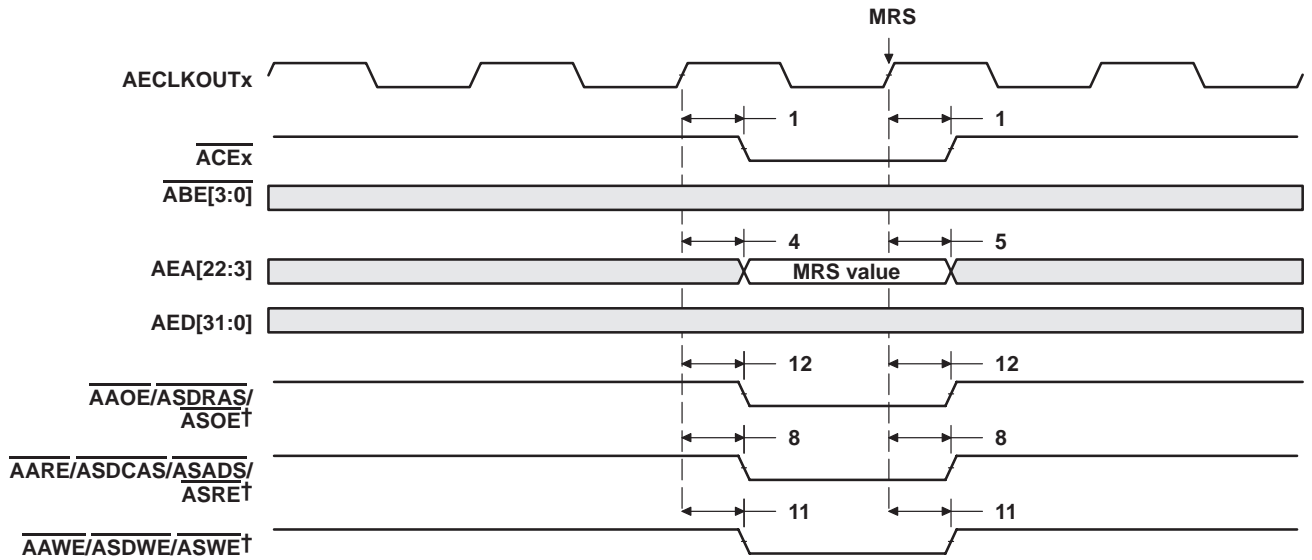 MRS
AECLKOUTx
1 1
ACEx
ABE[3:0]
4 5
AEA[22:3] MRS value
AED[31:0]
12 12
AAOE/ASDRAS/
ASOE†
8 8
AARE/ASDCAS/ASADS/
ASRE†
11 11
AAWE/ASDWE/ASWE†